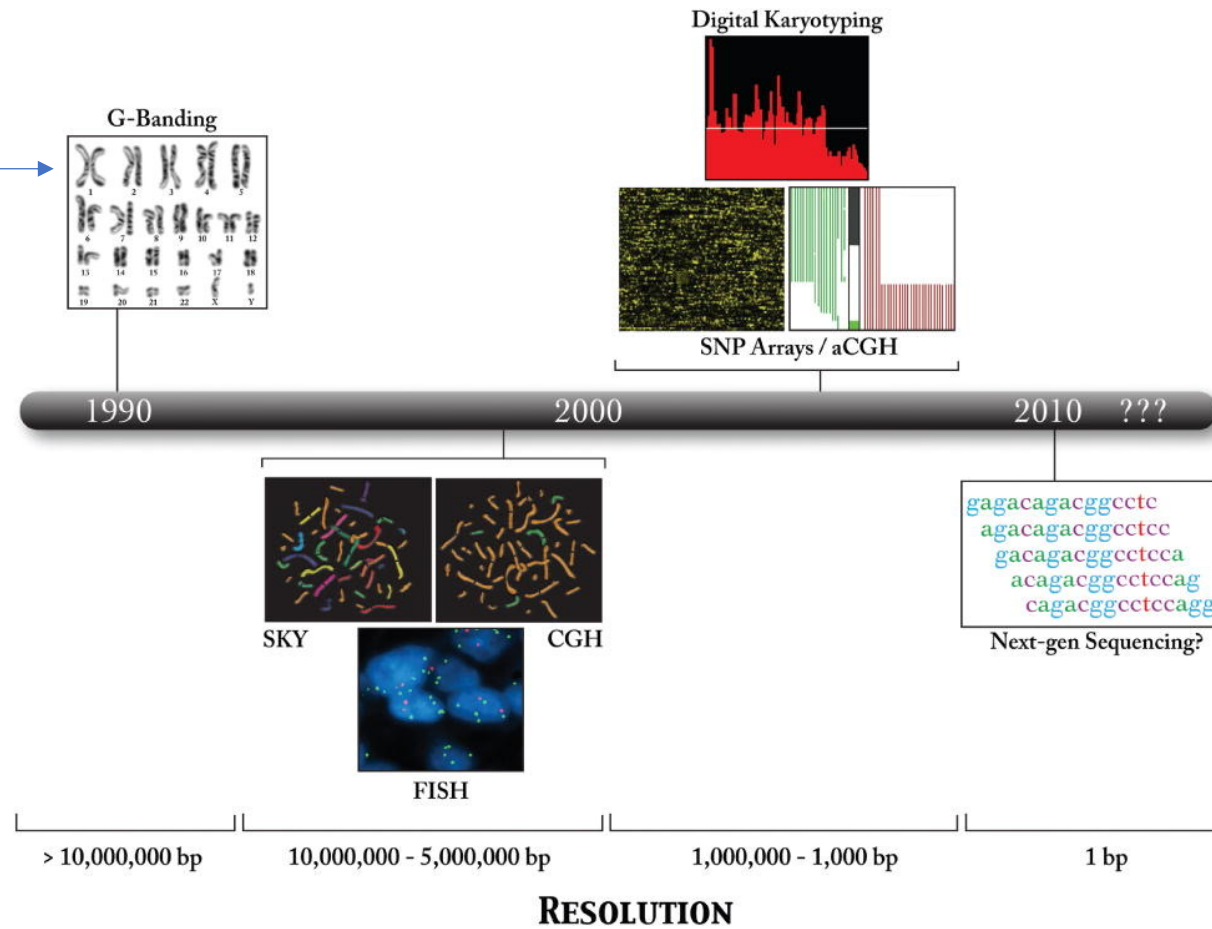 Digital Karyotyping
G-Banding
1 2 3 4 5
6 7 8 9 10 11 12
13 14 15 16 17 18
19 20 21 22 X Y
SNP Arrays / aCGH
1990 2000 2010 ???
gagacagacggcctc
agacagacggcctcc
gacagacggcctcca
acagacggcctccag
cagacggcctccagg
SKY CGH
Next-gen Sequencing?
FISH
> 10,000,000 bp 10,000,000 - 5,000,000 bp 1,000,000 - 1,000 bp 1 bp
RESOLUTION